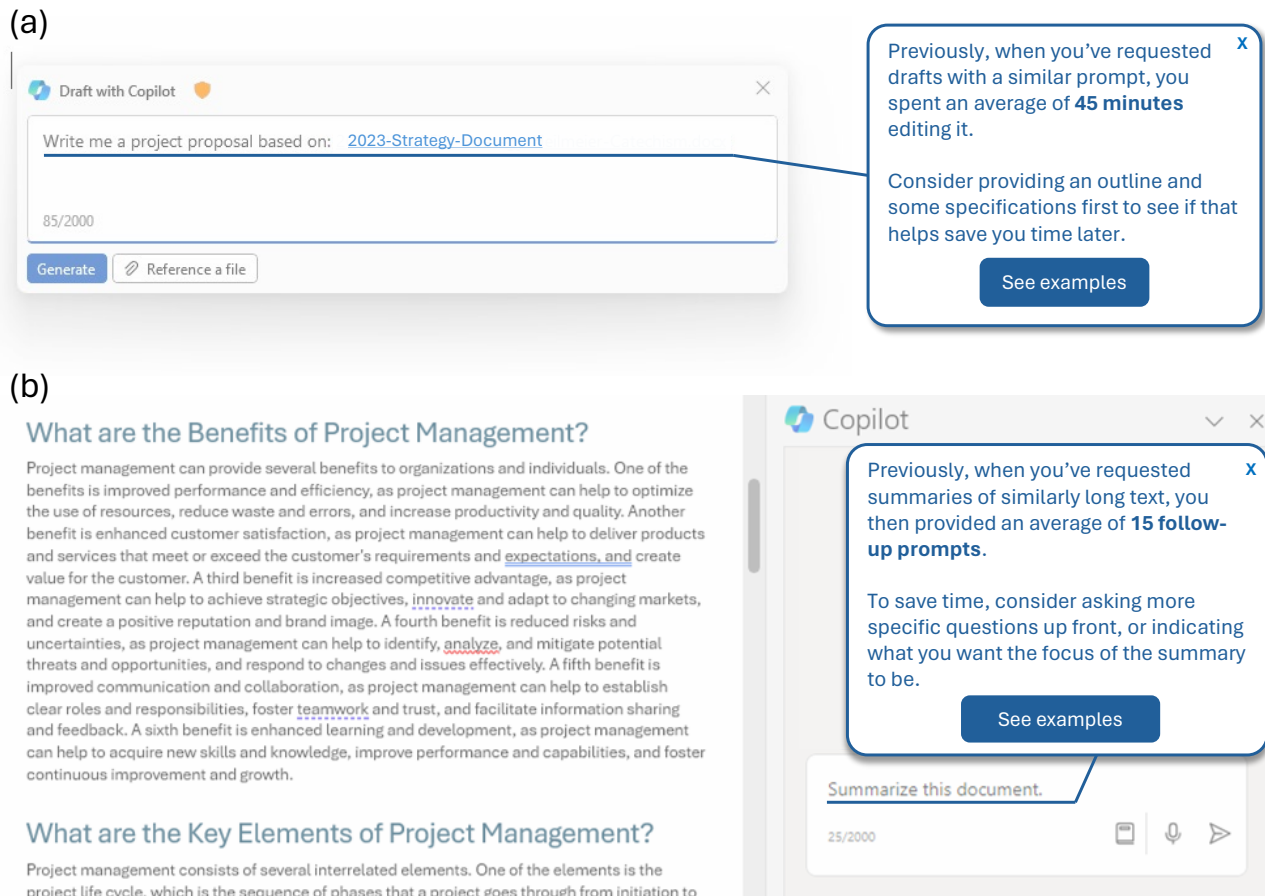 (a)
Draft with Copilot
Write me a project proposal based on: 2023-Strategy-Document
85/2000
Generate
Reference a file
X
Previously, when you've requested
drafts with a similar prompt, you
spent an average of 45 minutes
editing it.
Consider providing an outline and
some specifications first to see if that
helps save you time later.
See examples
(b)
What are the Benefits of Project Management?
Project management can provide several benefits to organizations and individuals. One of the
benefits is improved performance and efficiency, as project management can help to optimize
the use of resources, reduce waste and errors, and increase productivity and quality. Another
benefit is enhanced customer satisfaction, as project management can help to deliver products
and services that meet or exceed the customer's requirements and expectations, and create
value for the customer. A third benefit is increased competitive advantage, as project
management can help to achieve strategic objectives, innovate and adapt to changing markets,
and create a positive reputation and brand image. A fourth benefit is reduced risks and
uncertainties, as project management can help to identify, analyze, and mitigate potential
threats and opportunities, and respond to changes and issues effectively. A fifth benefit is
improved communication and collaboration, as project management can help to establish
clear roles and responsibilities, foster teamwork and trust, and facilitate information sharing
and feedback. A sixth benefit is enhanced learning and development, as project management
can help to acquire new skills and knowledge, improve performance and capabilities, and foster
continuous improvement and growth.
What are the Key Elements of Project Management?
Project management consists of several interrelated elements. One of the elements is the
project life cycle, which is the sequence of phases that a project goes through from initiation to
Copilot
X
Previously, when you've requested
summaries of similarly long text, you
then provided an average of 15 follow-
up prompts.
To save time, consider asking more
specific questions up front, or indicating
what you want the focus of the summary
to be.
See examples
Summarize this document.
25/2000